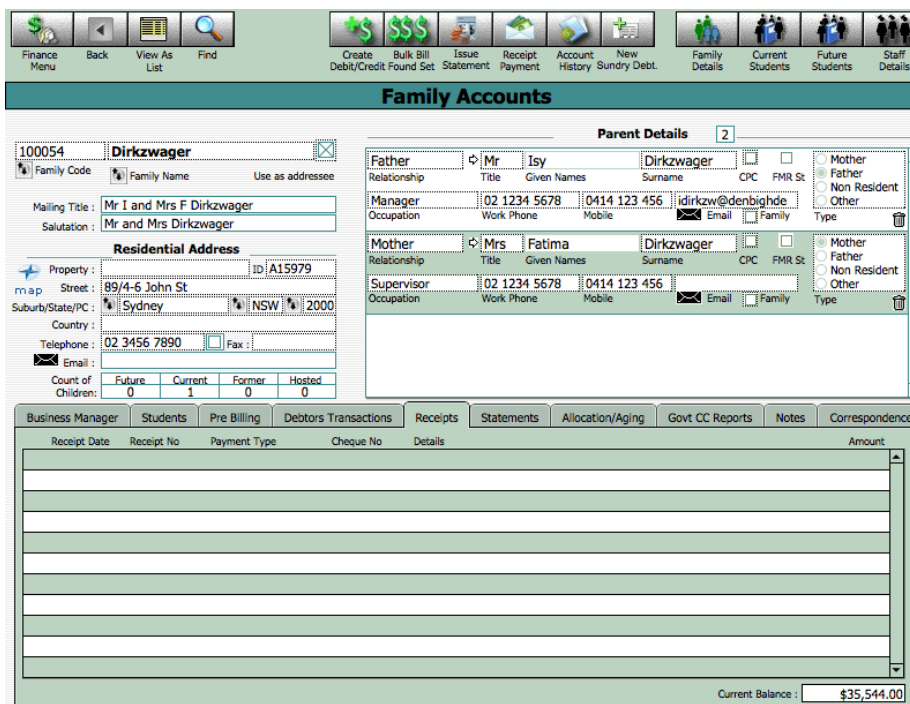 Finance Menu Back View As List Find Create Debit/Credit Bulk Bill Found Set Issue Statement Receipt Payment Account History New Sundry Debt. Family Details Current Students Future Students Staff Details
Family Accounts
Parent Details 2
100054 Dirkzwager
Family Code Family Name Use as addressee
Mailing Title : Mr I and Mrs F Dirkzwager
Salutation : Mr and Mrs Dirkzwager
Residential Address
Property : ID A15979
map Street : 89/4-6 John St
Suburb/State/PC : Sydney NSW 2000
Country :
Telephone : 02 3456 7890 Fax :
Email :
Count of Children: Future Current Former Hosted
0 1 0 0
Father Mr Isy Dirkzwager
Relationship Title Given Names Surname CPC FMR St
Manager 02 1234 5678 0414 123 456 idirkzw@denbighde
Occupation Work Phone Mobile Email Family
Mother
Father
Non Resident
Other
Type
Mother Mrs Fatima Dirkzwager
Relationship Title Given Names Surname CPC FMR St
Supervisor 02 1234 5678 0414 123 456
Occupation Work Phone Mobile Email Family
Mother
Father
Non Resident
Other
Type
Business Manager Students Pre Billing Debtors Transactions Receipts Statements Allocation/Aging Govt CC Reports Notes Correspondence
Receipt Date Receipt No Payment Type Cheque No Details Amount
Current Balance : $35,544.00